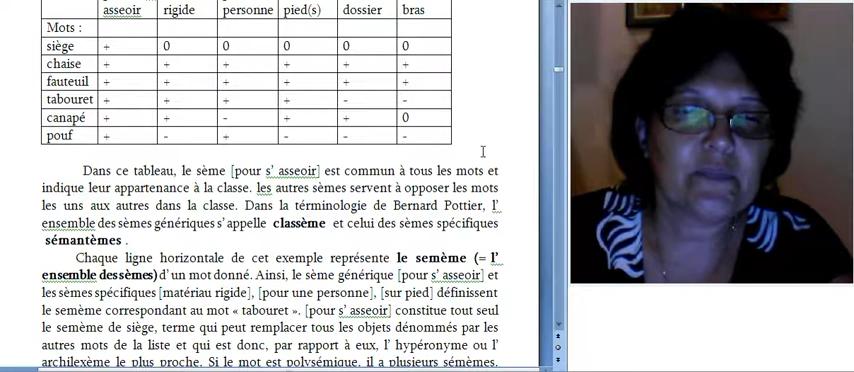 asseoir rigide personne pied(s) dossier bras
Mots :
siège + 0 0 0 0 0
chaise + + + + + +
fauteuil + + + + + +
tabouret + + + + - -
canapé + + - + + 0
pouf + - + - - -
Dans ce tableau, le sème [pour s' asseoir] est commun à tous les mots et
indique leur appartenance à la classe. les autres sèmes servent à opposer les mots
les uns aux autres dans la classe. Dans la términologie de Bernard Pottier, l'
ensemble des sèmes génériques s'appelle classème et celui des sèmes spécifiques
sémantèmes .
Chaque ligne horizontale de cet exemple représente le semème (= l'
ensemble des sèmes) d' un mot donné. Ainsi, le sème générique [pour s' asseoir] et
les sèmes spécifiques [matériau rigide], [pour une personne], [sur pied] définissent
le semème correspondant au mot « tabouret ». [pour s' asseoir] constitue tout seul
le semème de siège, terme qui peut remplacer tous les objets dénommés par les
autres mots de la liste et qui est donc, par rapport à eux, l' hypéronyme ou l'
archilexème le plus proche. Si le mot est polysémique, il a plusieurs sémèmes.